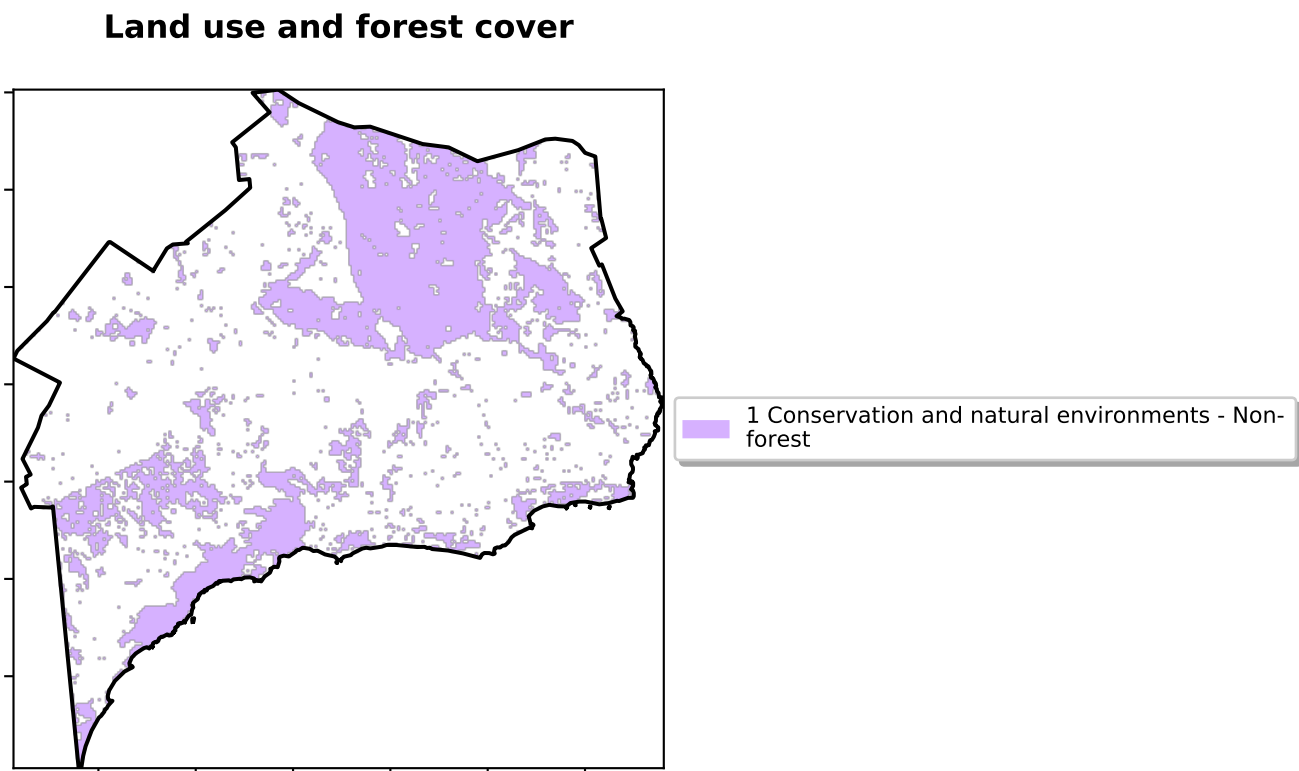 Land use and forest cover
1 Conservation and natural environments - Non-
forest